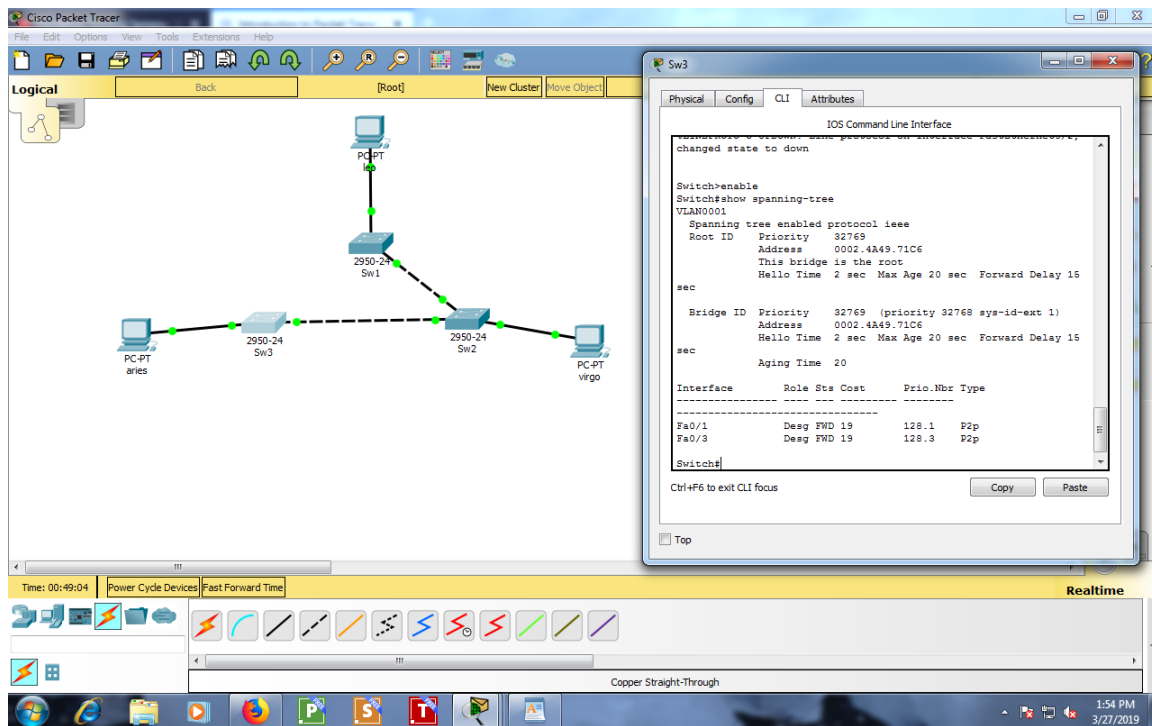 Cisco Packet Tracer
File Edit Options View Tools Extensions Help
Logical
Back
[Root]
New Cluster
Move Object
PC-PT
leo
2950-24
Sw1
2950-24
Sw3
2950-24
Sw2
PC-PT
aries
PC-PT
virgo
Sw3
Physical Config CLI Attributes
IOS Command Line Interface
changed state to down
Switch>enable
Switch#show spanning-tree
VLAN0001
Spanning tree enabled protocol ieee
Root ID Priority 32769
Address 0002.4A49.71C6
This bridge is the root
Hello Time 2 sec Max Age 20 sec Forward Delay 15
sec
Bridge ID Priority 32769 (priority 32768 sys-id-ext 1)
Address 0002.4A49.71C6
Hello Time 2 sec Max Age 20 sec Forward Delay 15
sec
Aging Time 20
Interface Role Sts Cost Prio.Nbr Type
---------------- ---- --- --------- --------
--------------------------------
Fa0/1 Desg FWD 19 128.1 P2p
Fa0/3 Desg FWD 19 128.3 P2p
Switch#
Ctrl+F6 to exit CLI focus
Copy
Paste
Top
Time: 00:49:04
Power Cycle Devices
Fast Forward Time
Realtime
Copper Straight-Through
1:54 PM
3/27/2019